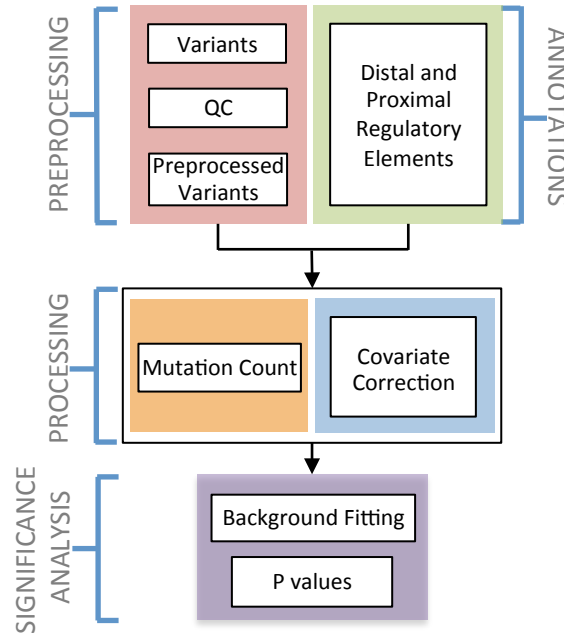 PREPROCESSING
Variants
QC
Preprocessed
Variants
Distal and
Proximal
Regulatory
Elements
ANNOTATIONS
PROCESSING
Mutation Count
Covariate
Correction
SIGNIFICANCE
ANALYSIS
Background Fitting
P values